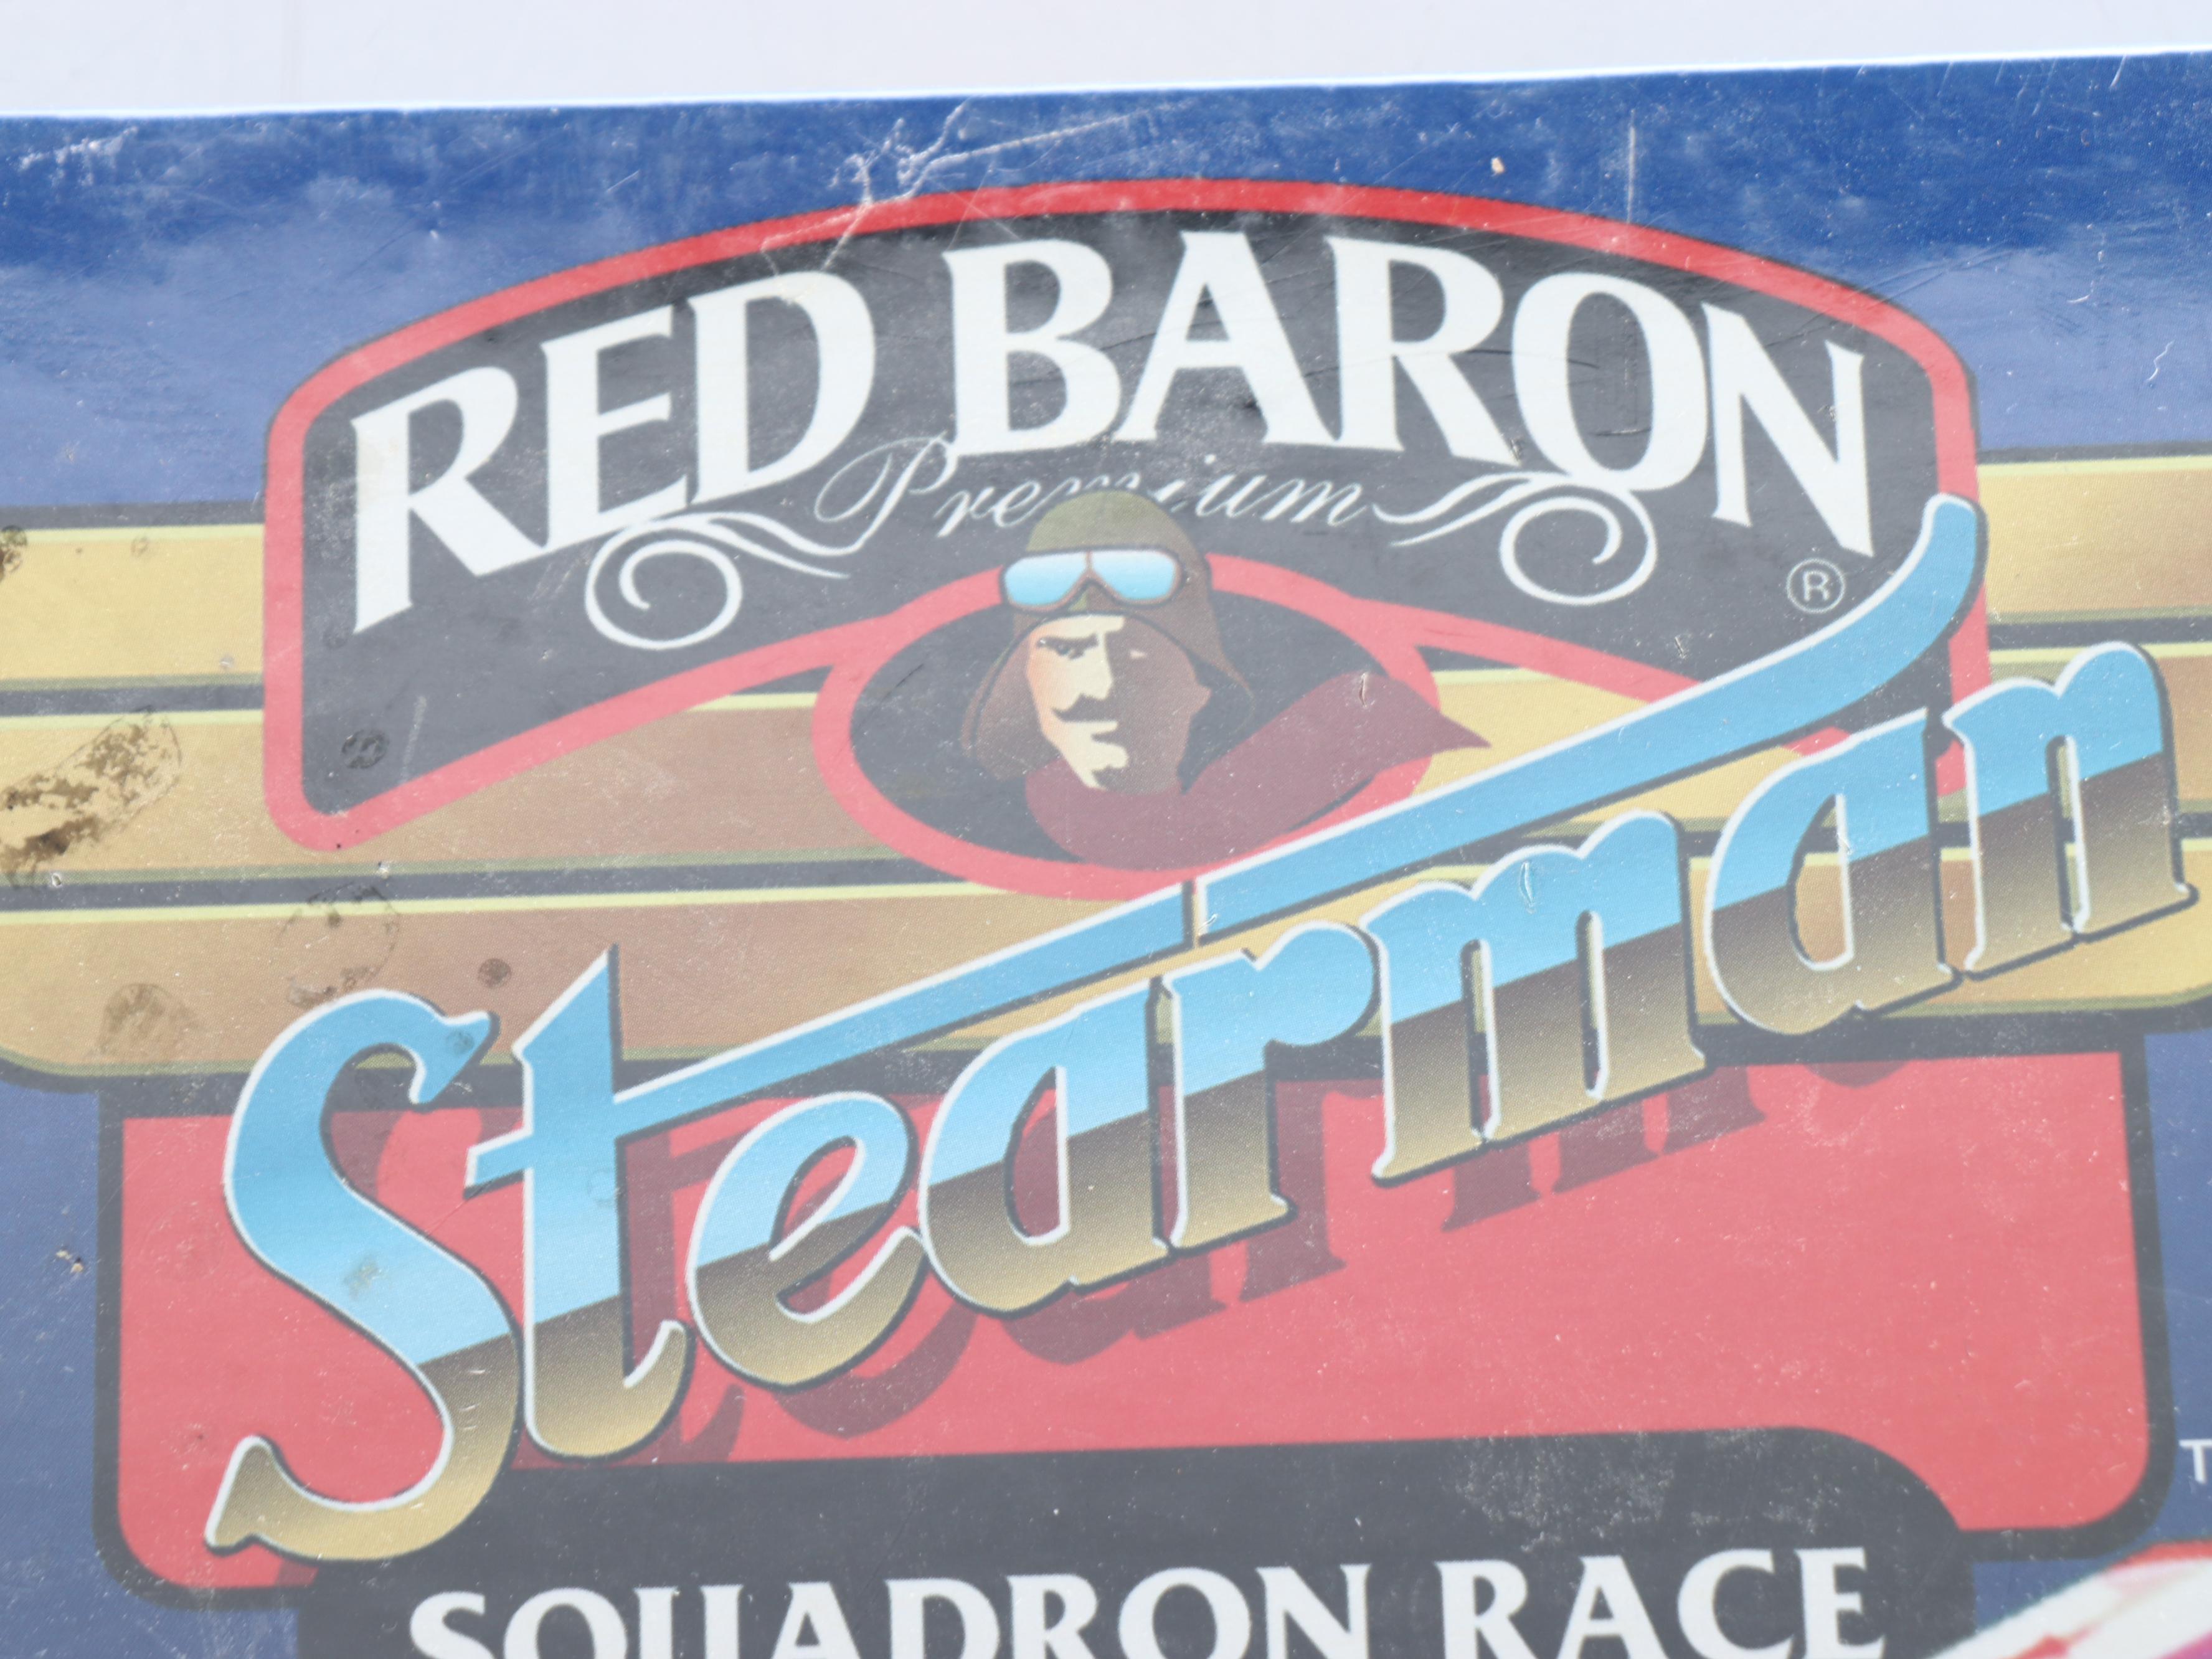 RED BARON
Premium
®
Stearman
SQUADRON RACE